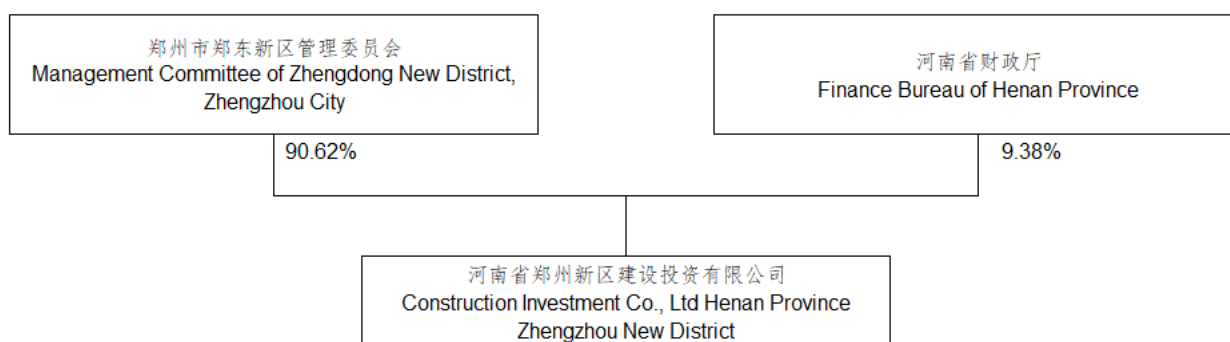 郑州市郑东新区管理委员会
Management Committee of Zhengdong New District,
Zhengzhou City
河南省财政厅
Finance Bureau of Henan Province
90.62%
9.38%
河南省郑州新区建设投资有限公司
Construction Investment Co., Ltd Henan Province
Zhengzhou New District